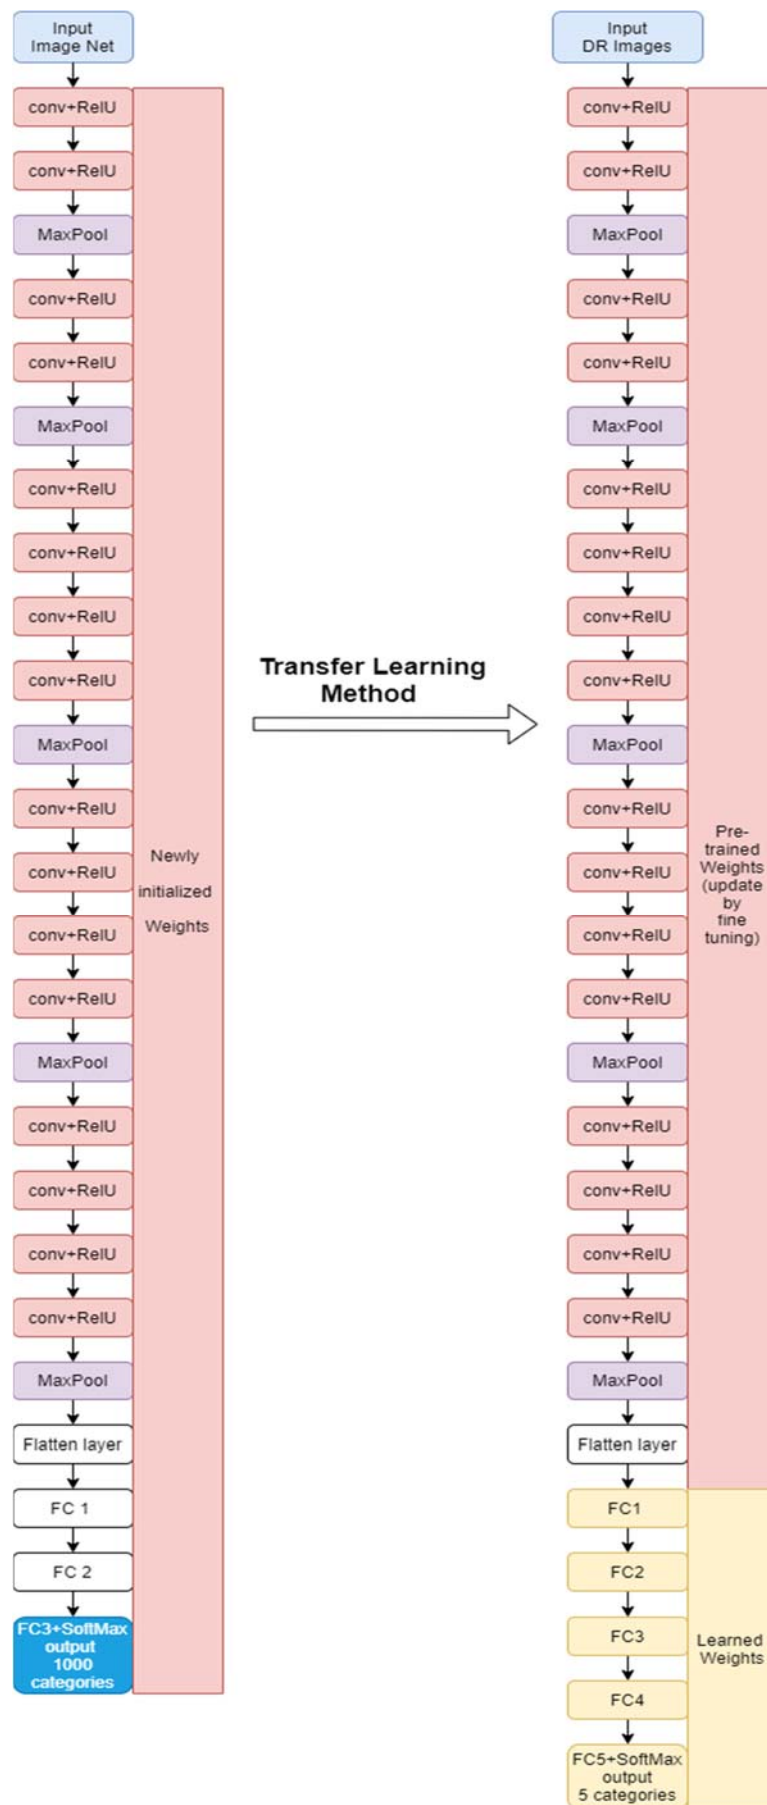 Input
Image Net
conv+RelU
conv+RelU
MaxPool
conv+RelU
conv+RelU
MaxPool
conv+RelU
conv+RelU
conv+RelU
conv+RelU
MaxPool
conv+RelU
conv+RelU
conv+RelU
conv+RelU
MaxPool
conv+RelU
conv+RelU
conv+RelU
conv+RelU
MaxPool
Flatten layer
FC 1
FC 2
FC3+SoftMax
output
1000
categories
Newly
initialized
Weights
Transfer Learning
Method
Input
DR Images
conv+RelU
conv+RelU
MaxPool
conv+RelU
conv+RelU
MaxPool
conv+RelU
conv+RelU
conv+RelU
conv+RelU
MaxPool
conv+RelU
conv+RelU
conv+RelU
conv+RelU
MaxPool
conv+RelU
conv+RelU
conv+RelU
conv+RelU
MaxPool
Flatten layer
FC1
FC2
FC3
FC4
FC5+SoftMax
output
5 categories
Pre-
trained
Weights
(update
by
fine
tuning)
Learned
Weights